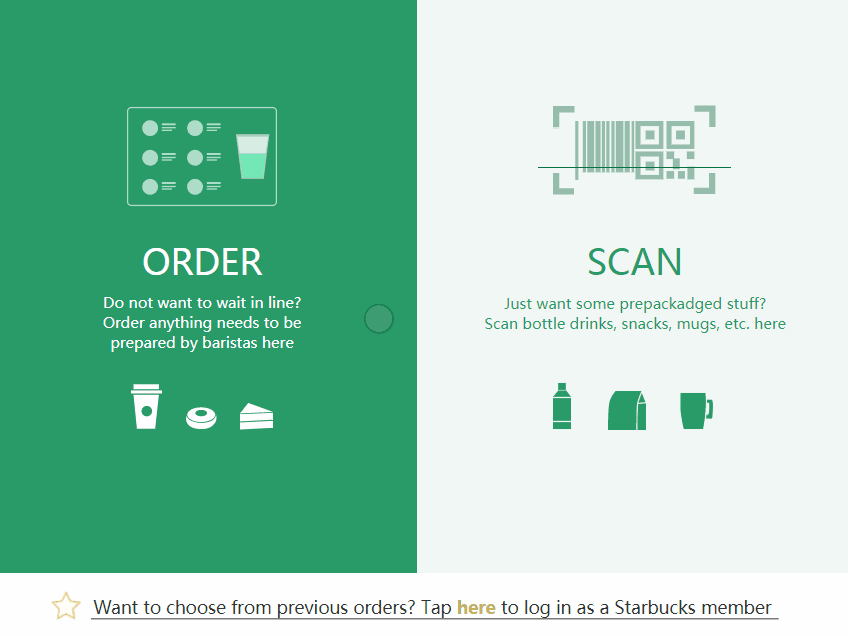 ORDER
Do not want to wait in line?
Order anything needs to be
prepared by baristas here
SCAN
Just want some prepackadged stuff?
Scan bottle drinks, snacks, mugs, etc. here
Want to choose from previous orders? Tap here to log in as a Starbucks member